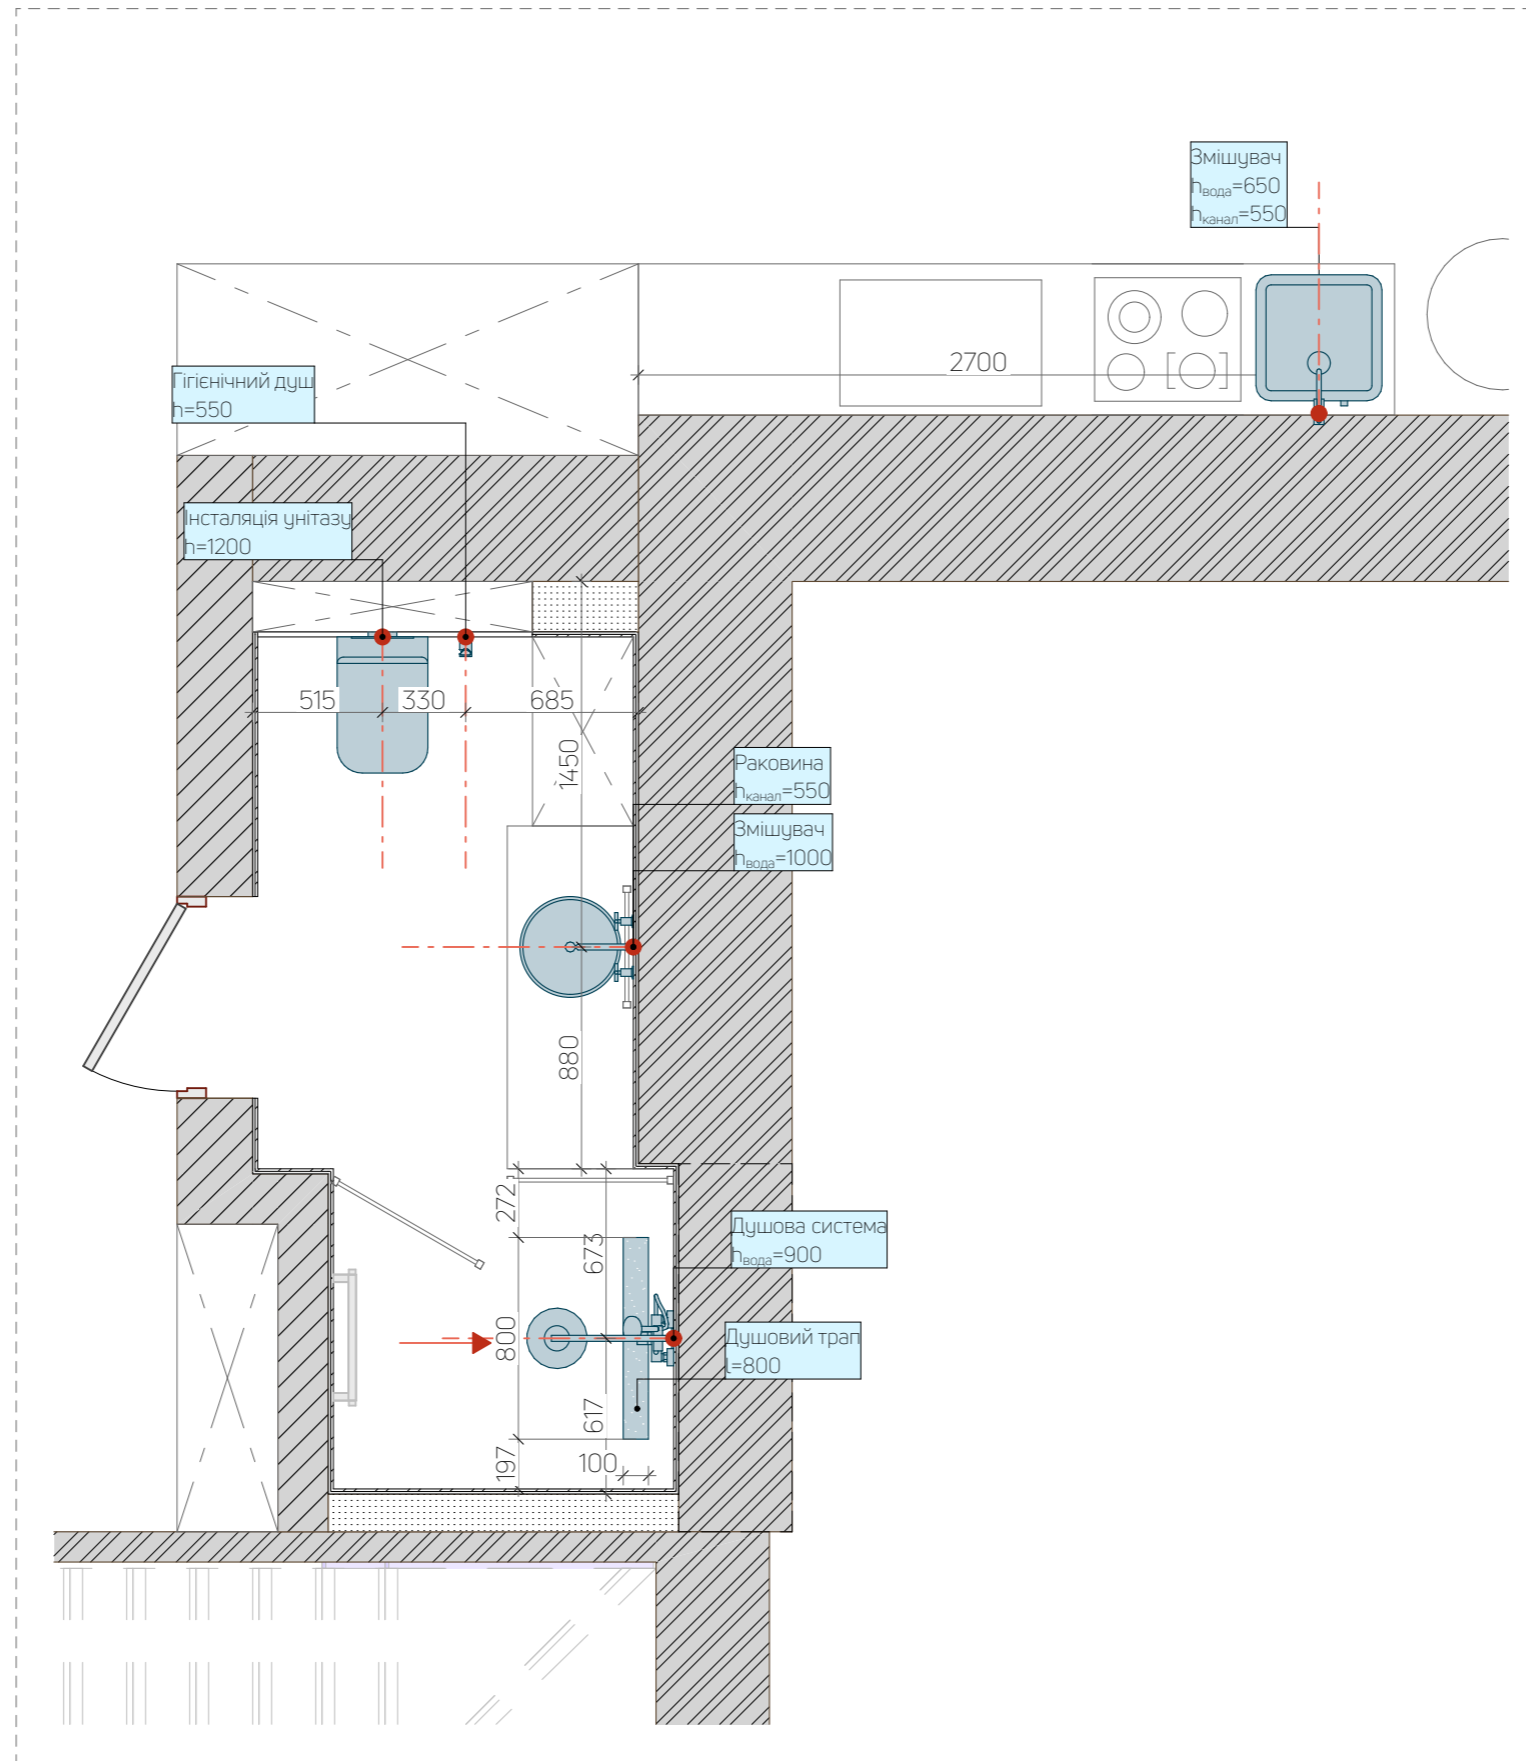 Змішувач
hвода=650
hканал=550
2700
Гігієнічний душ
h=550
Інсталяція унітазу
h=1200
515
330
685
1450
Раковина
hканал=550
Змішувач
hвода=1000
880
272
673
Душова система
hвода=900
800
Душовий трап
l=800
617
197
100